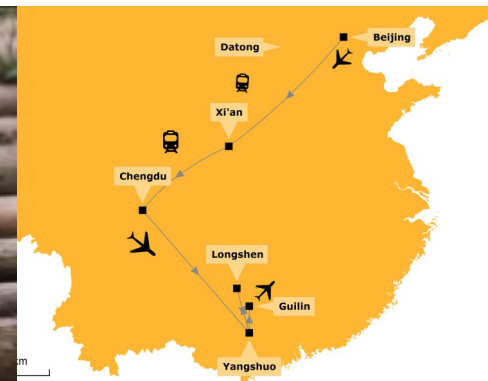 Datong
Beijing
Xi'an
Chengdu
Longshen
Guilin
Yangshuo
km